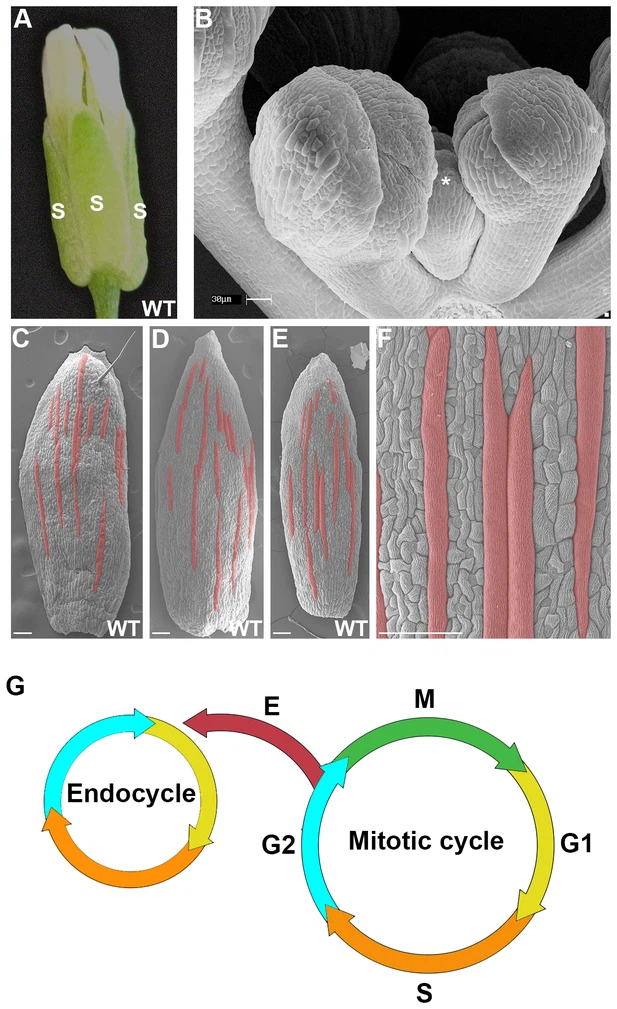 A
S
S
S
WT
B
*
30µm
C
WT
D
WT
E
WT
F
G
E
M
Endocycle
G2
Mitotic cycle
G1
S